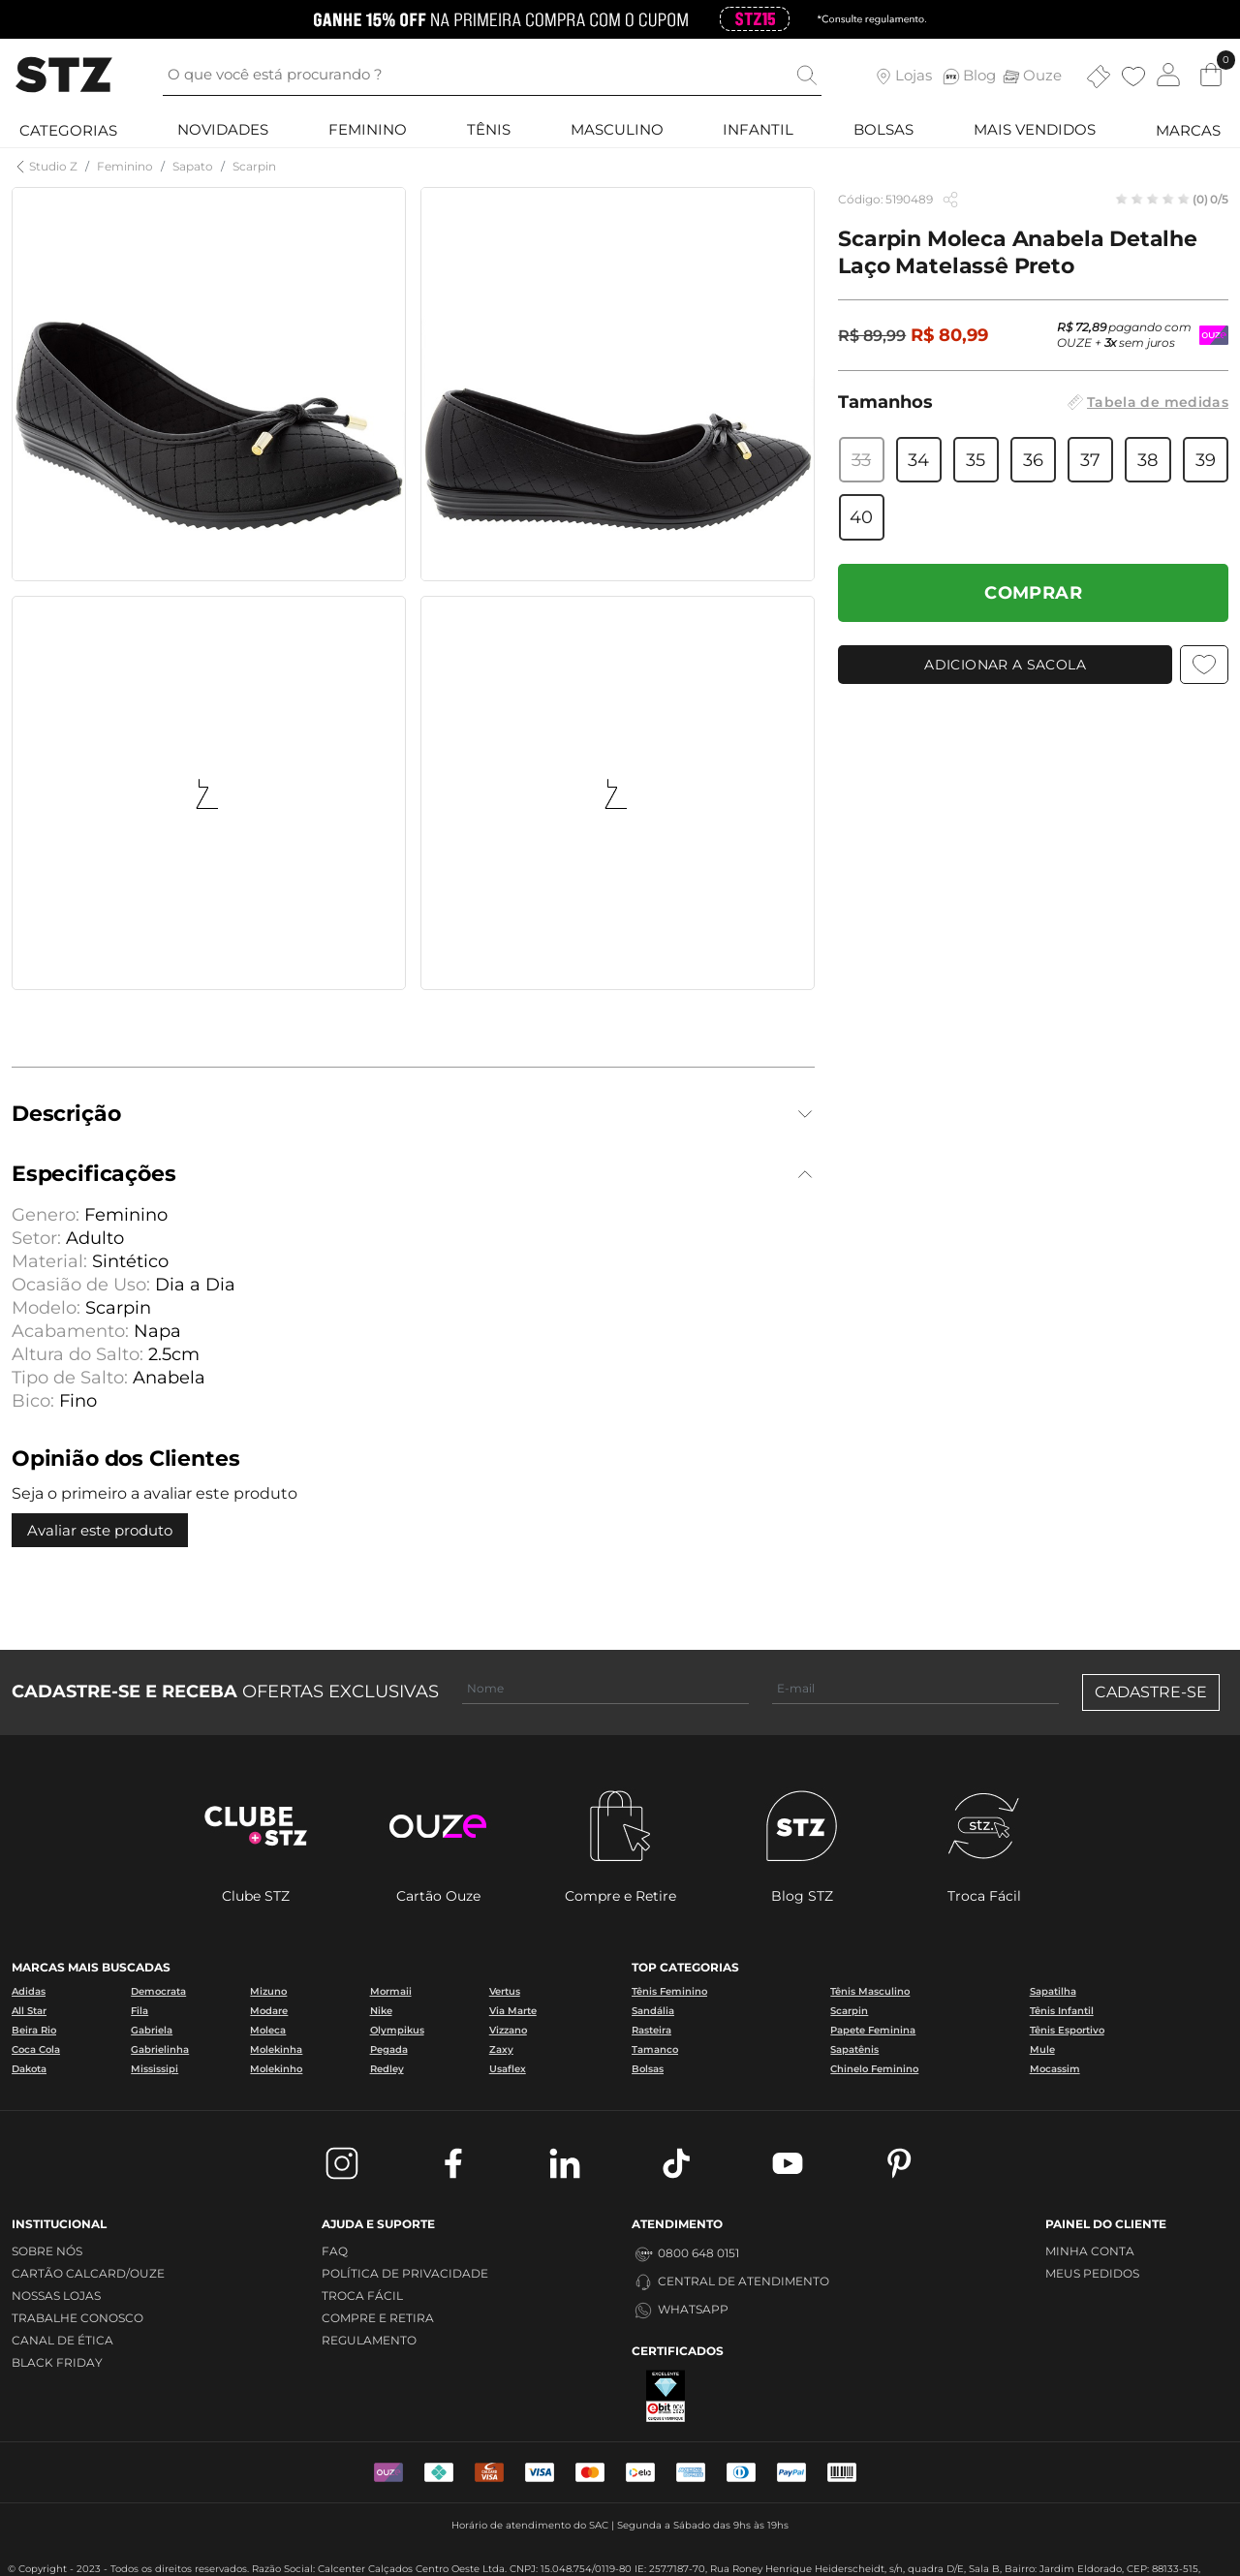 GANHE 15% OFF NA PRIMEIRA COMPRA COM O CUPOM STZ15 *Consulte regulamento.
STZ
O que você está procurando ?
Lojas
STZ
Blog
Ouze
0
CATEGORIAS
NOVIDADES
FEMININO
TÊNIS
MASCULINO
INFANTIL
BOLSAS
MAIS VENDIDOS
MARCAS
Studio Z / Feminino / Sapato / Scarpin
Código: 5190489
(0) 0/5
Scarpin Moleca Anabela Detalhe
Laço Matelassê Preto
R$ 89,99 R$ 80,99
R$ 72,89 pagando com
OUZE + 3x sem juros
OUZE
Tamanhos
Tabela de medidas
33 34 35 36 37 38 39
40
COMPRAR
ADICIONAR A SACOLA
Descrição
Especificações
Genero: Feminino
Setor: Adulto
Material: Sintético
Ocasião de Uso: Dia a Dia
Modelo: Scarpin
Acabamento: Napa
Altura do Salto: 2.5cm
Tipo de Salto: Anabela
Bico: Fino
Opinião dos Clientes
Seja o primeiro a avaliar este produto
Avaliar este produto
CADASTRE-SE E RECEBA OFERTAS EXCLUSIVAS
Nome
E-mail
CADASTRE-SE
CLUBE
+STZ
ouze
STZ
stz.
Clube STZ
Cartão Ouze
Compre e Retire
Blog STZ
Troca Fácil
MARCAS MAIS BUSCADAS
Adidas Democrata Mizuno Mormaii Vertus
All Star Fila Modare Nike Via Marte
Beira Rio Gabriela Moleca Olympikus Vizzano
Coca Cola Gabrielinha Molekinha Pegada Zaxy
Dakota Mississipi Molekinho Redley Usaflex
TOP CATEGORIAS
Tênis Feminino Tênis Masculino Sapatilha
Sandália Scarpin Tênis Infantil
Rasteira Papete Feminina Tênis Esportivo
Tamanco Sapatênis Mule
Bolsas Chinelo Feminino Mocassim
INSTITUCIONAL
SOBRE NÓS
CARTÃO CALCARD/OUZE
NOSSAS LOJAS
TRABALHE CONOSCO
CANAL DE ÉTICA
BLACK FRIDAY
AJUDA E SUPORTE
FAQ
POLÍTICA DE PRIVACIDADE
TROCA FÁCIL
COMPRE E RETIRA
REGULAMENTO
ATENDIMENTO
0800 648 0151
CENTRAL DE ATENDIMENTO
WHATSAPP
CERTIFICADOS
EXCELENTE
ebit
PAINEL DO CLIENTE
MINHA CONTA
MEUS PEDIDOS
VISA
VISA
elo
PayPal
Horário de atendimento do SAC | Segunda a Sábado das 9hs às 19hs
© Copyright - 2023 - Todos os direitos reservados. Razão Social: Calcenter Calçados Centro Oeste Ltda. CNPJ: 15.048.754/0119-80 IE: 257.7187-70, Rua Roney Henrique Heiderscheidt, s/n, quadra D/E, Sala B, Bairro: Jardim Eldorado, CEP: 88133-515,